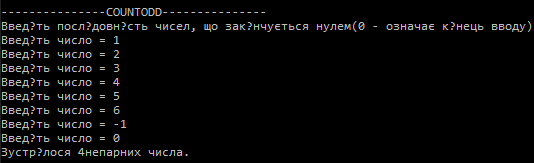 ---------------COUNTODD---------------
Введ?ть посл?довн?сть чисел, що зак?нчується нулем(0 - означає к?нець вводу)
Введ?ть число = 1
Введ?ть число = 2
Введ?ть число = 3
Введ?ть число = 4
Введ?ть число = 5
Введ?ть число = 6
Введ?ть число = -1
Введ?ть число = 0
Зустр?лося 4непарних числа.